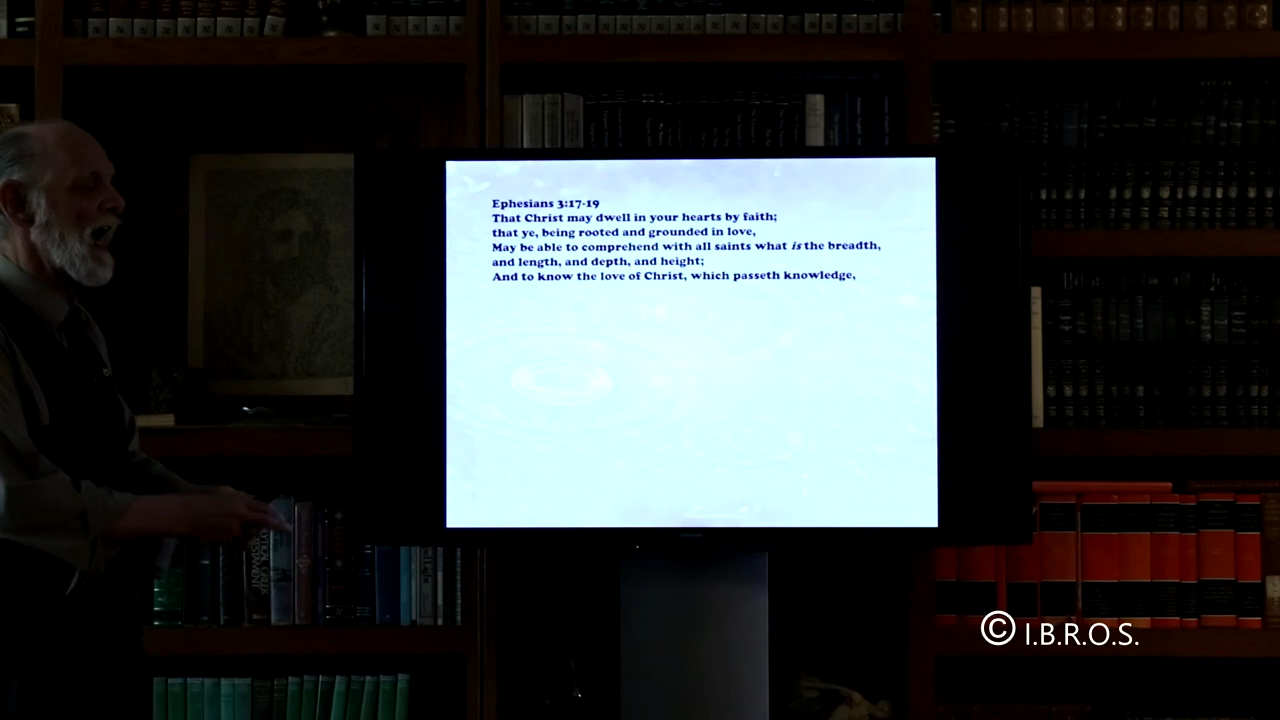 Ephesians 3:17-19
That Christ may dwell in your hearts by faith;
that ye, being rooted and grounded in love,
May be able to comprehend with all saints what is the breadth,
and length, and depth, and height;
And to know the love of Christ, which passeth knowledge,
© I.B.R.O.S.